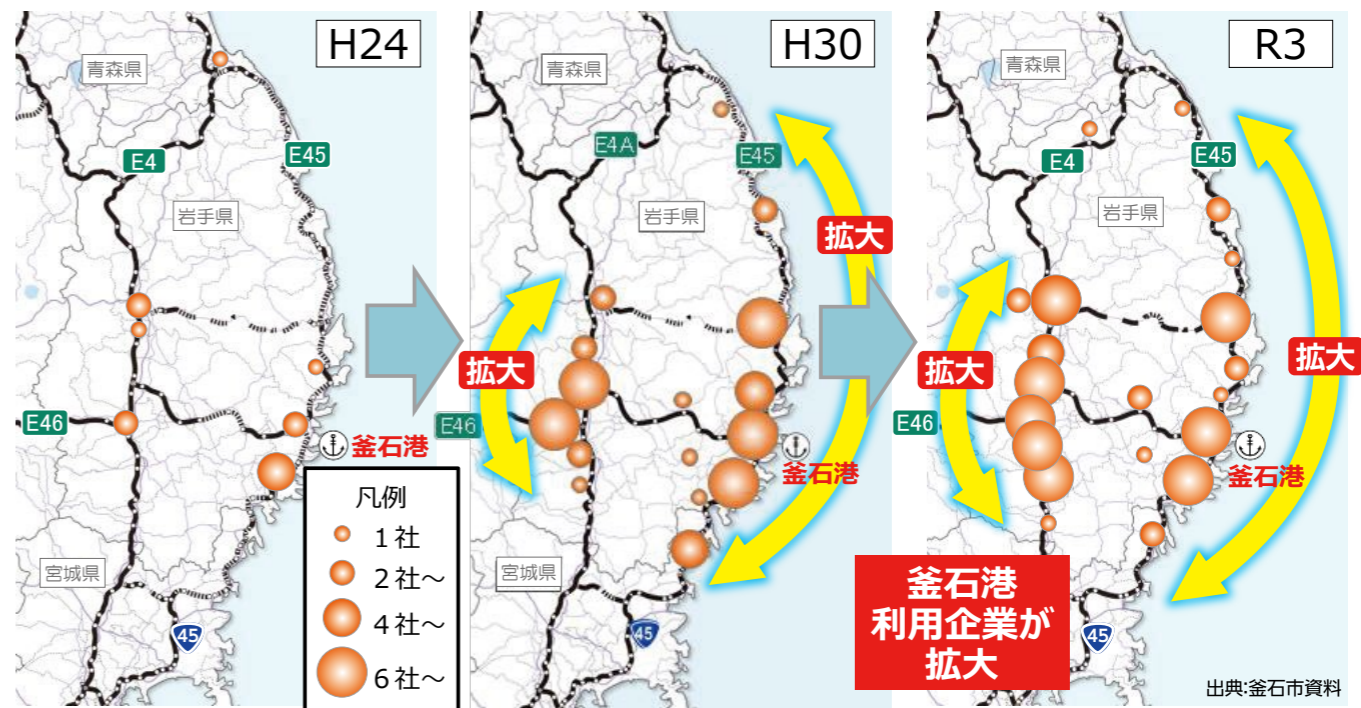 H24
青森県
E4
E45
岩手県
E46
釜石港
宮城県
45
凡例
1社
2社～
4社～
6社～
H30
青森県
E4A
E45
岩手県
拡大
拡大
E46
釜石港
宮城県
45
R3
青森県
E4
E45
岩手県
拡大
拡大
E46
釜石港
釜石港
利用企業が
拡大
45
出典:釜石市資料